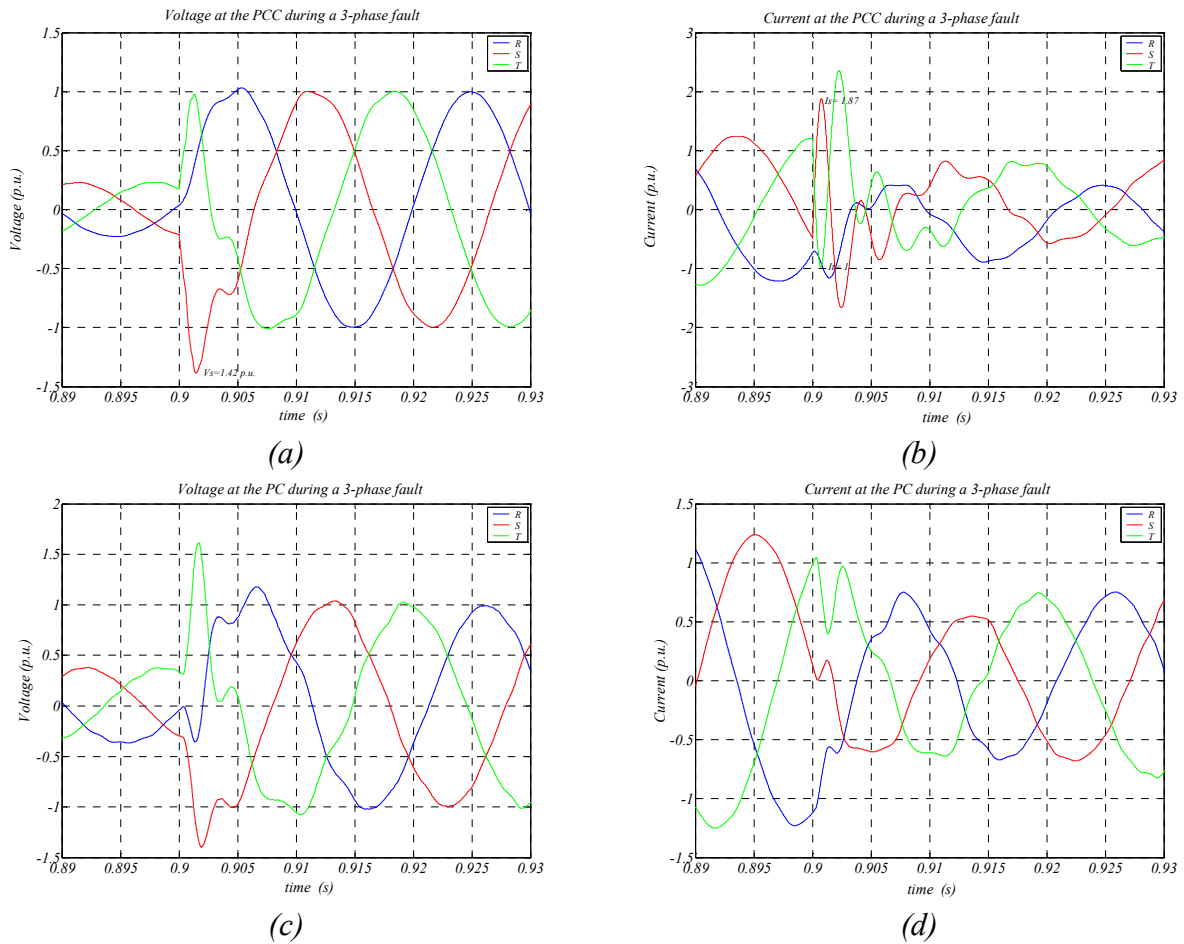 Voltage at the PCC during a 3-phase fault
1.5
1
0.5
0
-0.5
-1
-1.5
Voltage (p.u.)
R
S
T
Vs=1.42 p.u.
0.89 0.895 0.9 0.905 0.91 0.915 0.92 0.925 0.93
time (s)
(a)
Current at the PCC during a 3-phase fault
3
2
1
0
-1
-2
-3
Current (p.u.)
R
S
T
Is= 1.87
Is= 1
0.89 0.895 0.9 0.905 0.91 0.915 0.92 0.925 0.93
time (s)
(b)
Voltage at the PC during a 3-phase fault
2
1.5
1
0.5
0
-0.5
-1
-1.5
Voltage (p.u.)
R
S
T
0.89 0.895 0.9 0.905 0.91 0.915 0.92 0.925 0.93
time (s)
(c)
Current at the PC during a 3-phase fault
1.5
1
0.5
0
-0.5
-1
-1.5
Current (p.u.)
R
S
T
0.89 0.895 0.9 0.905 0.91 0.915 0.92 0.925 0.93
time (s)
(d)